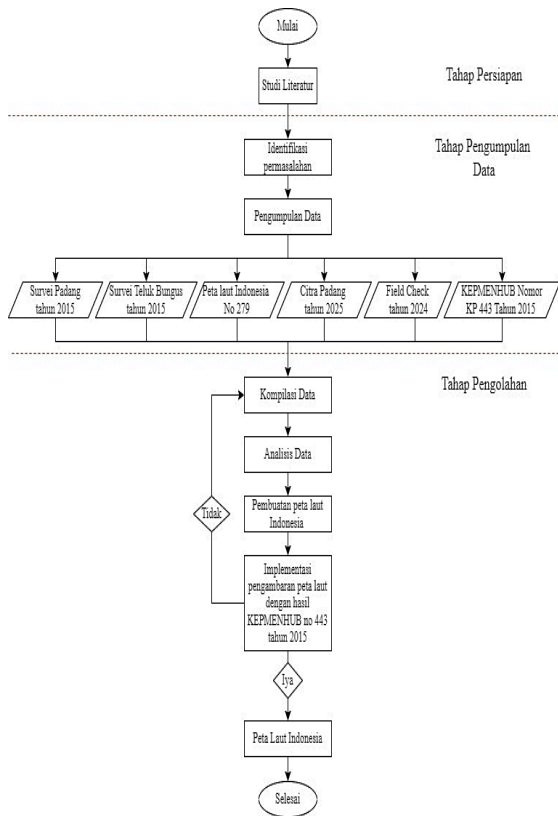 Mulai
Studi Literatur
Tahap Persiapan
Identifikasi
permasalahan
Tahap Pengumpulan
Data
Pengumpulan Data
Survei Padang
tahun 2015
Survei Teluk Bungus
tahun 2015
Peta laut Indonesia
No 279
Citra Padang
tahun 2025
Field Check
tahun 2024
KEPMENHUB Nomor
KP 443 Tahun 2015
Tahap Pengolahan
Kompilasi Data
Analisis Data
Pembuatan peta laut
Indonesia
Tidak
Implementasi
pengambaran peta laut
dengan hasil
KEPMENHUB no 443
tahun 2015
Iya
Peta Laut Indonesia
Selesai